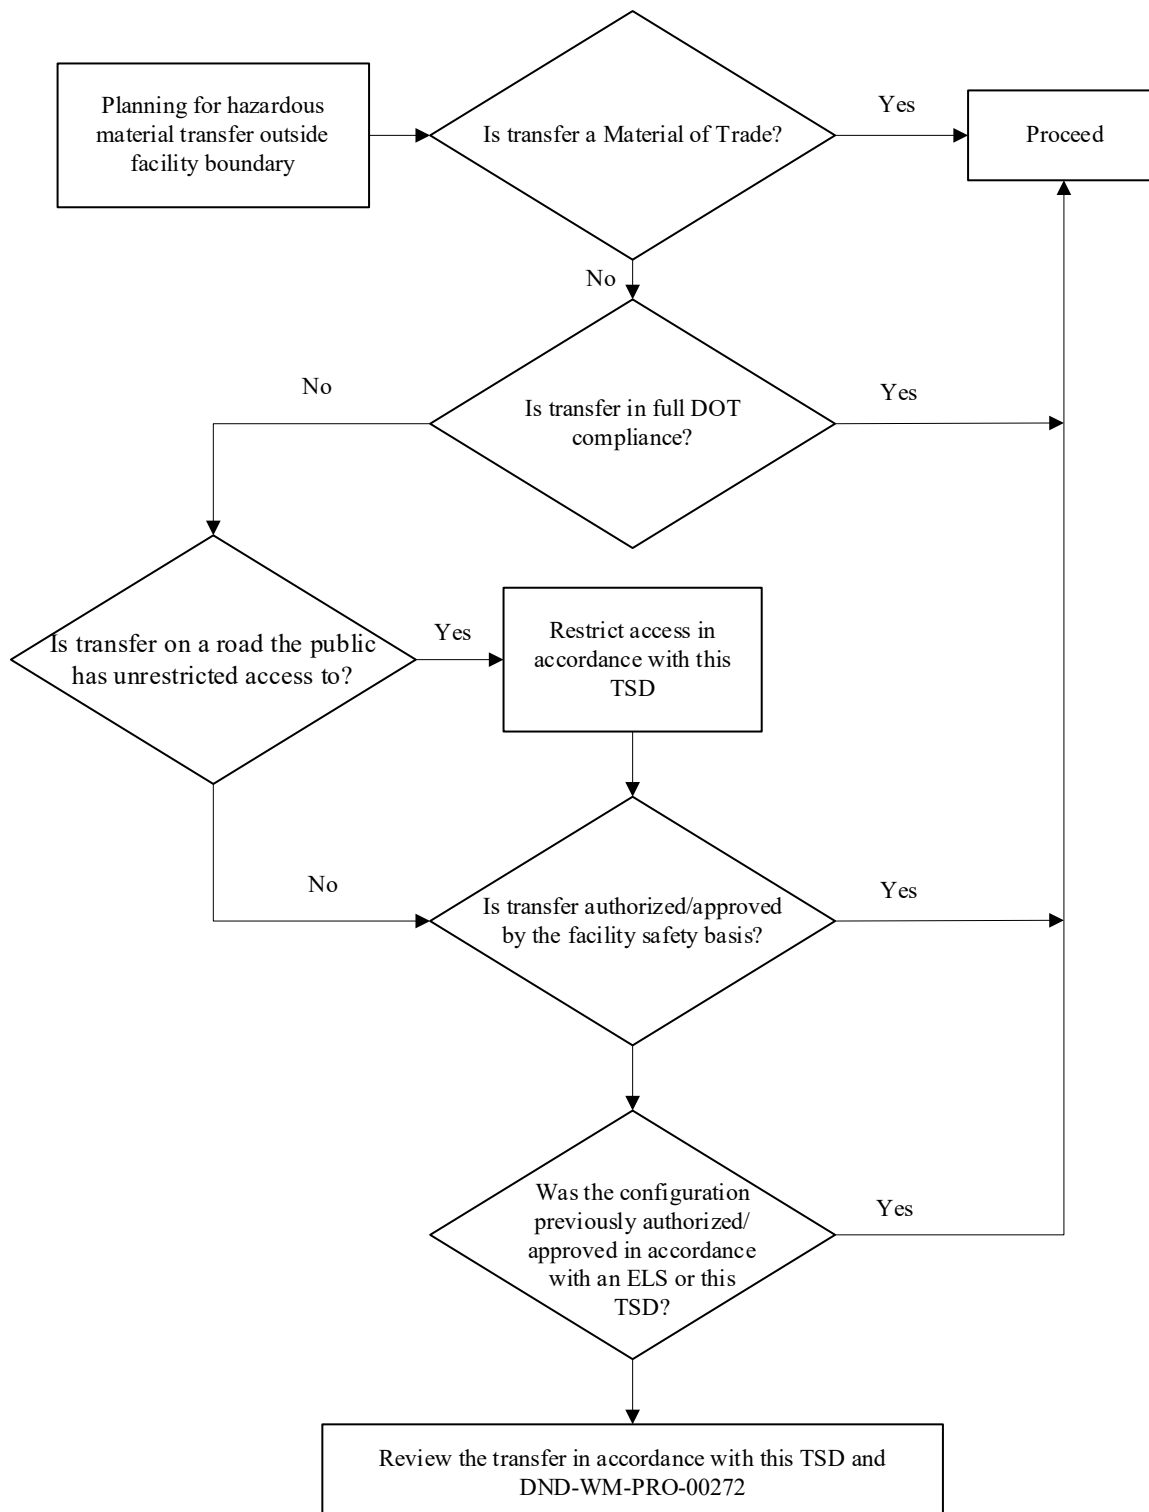 Planning for hazardous
material transfer outside
facility boundary
Is transfer a Material of Trade?
Yes
Proceed
No
Is transfer in full DOT
compliance?
No
Yes
Is transfer on a road the public
has unrestricted access to?
Yes
Restrict access in
accordance with this
TSD
No
Is transfer authorized/approved
by the facility safety basis?
Yes
Was the configuration
previously authorized/
approved in accordance
with an ELS or this
TSD?
Yes
Review the transfer in accordance with this TSD and
DND-WM-PRO-00272